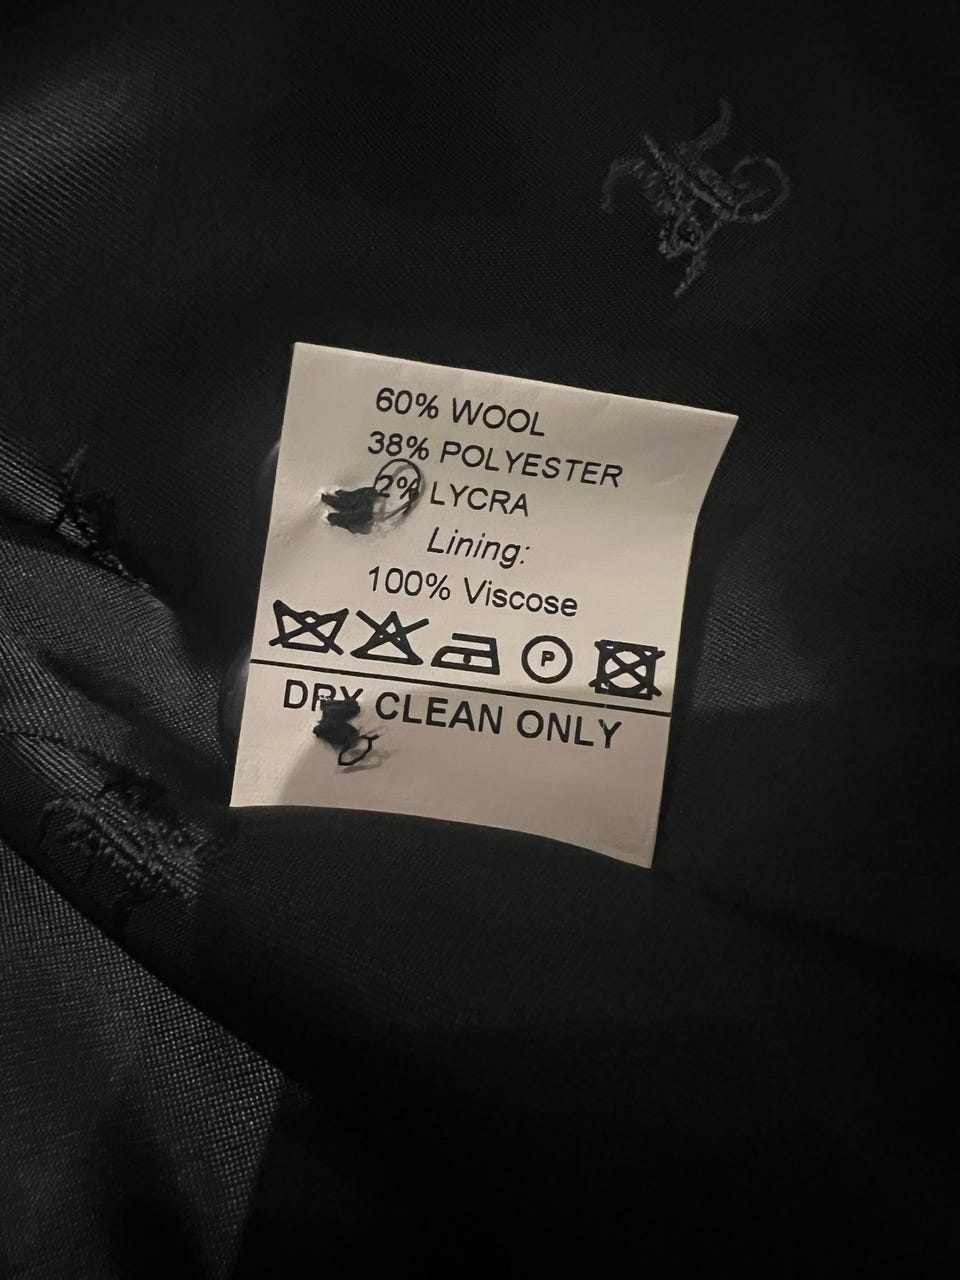 60% WOOL
38% POLYESTER
2% LYCRA
Lining:
100% Viscose
P
DRY CLEAN ONLY